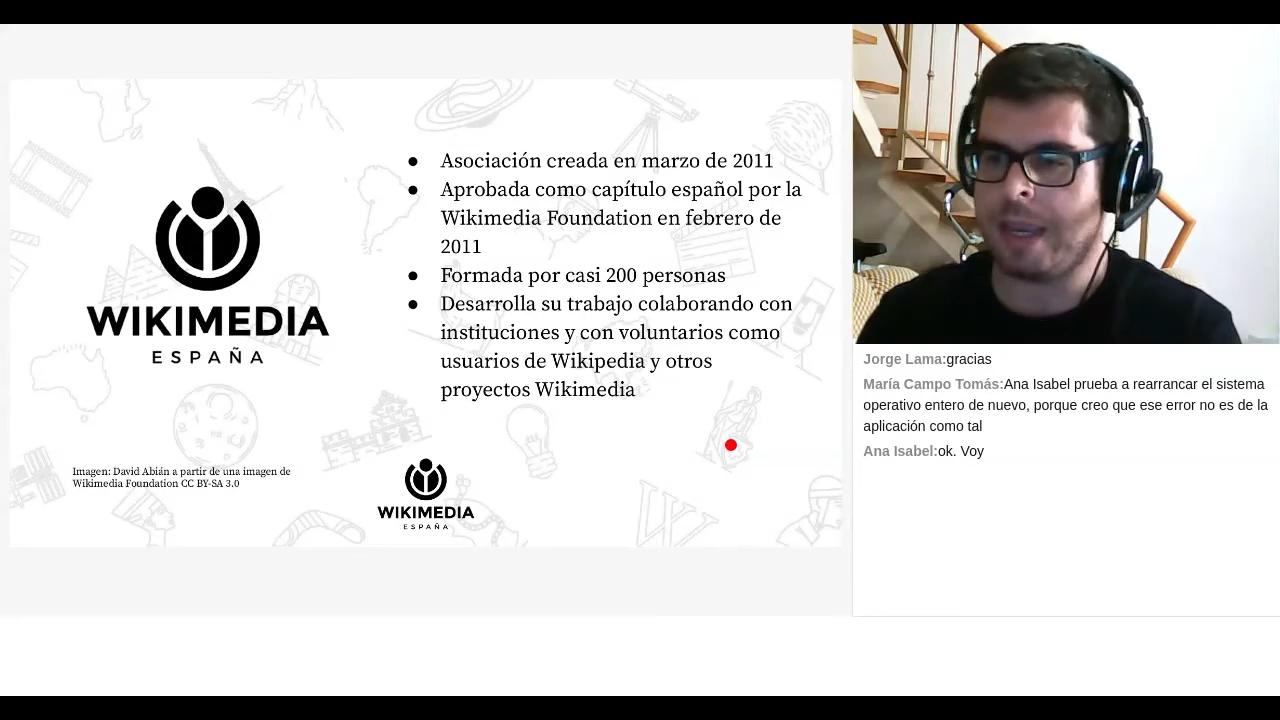 WIKIMEDIA
ESPAÑA
● Asociación creada en marzo de 2011
● Aprobada como capítulo español por la
Wikimedia Foundation en febrero de
2011
● Formada por casi 200 personas
● Desarrolla su trabajo colaborando con
instituciones y con voluntarios como
usuarios de Wikipedia y otros
proyectos Wikimedia
Imagen: David Abián a partir de una imagen de
Wikimedia Foundation CC BY-SA 3.0
WIKIMEDIA
ESPAÑA
Jorge Lama:gracias
María Campo Tomás:Ana Isabel prueba a rearrancar el sistema
operativo entero de nuevo, porque creo que ese error no es de la
aplicación como tal
Ana Isabel:ok. Voy